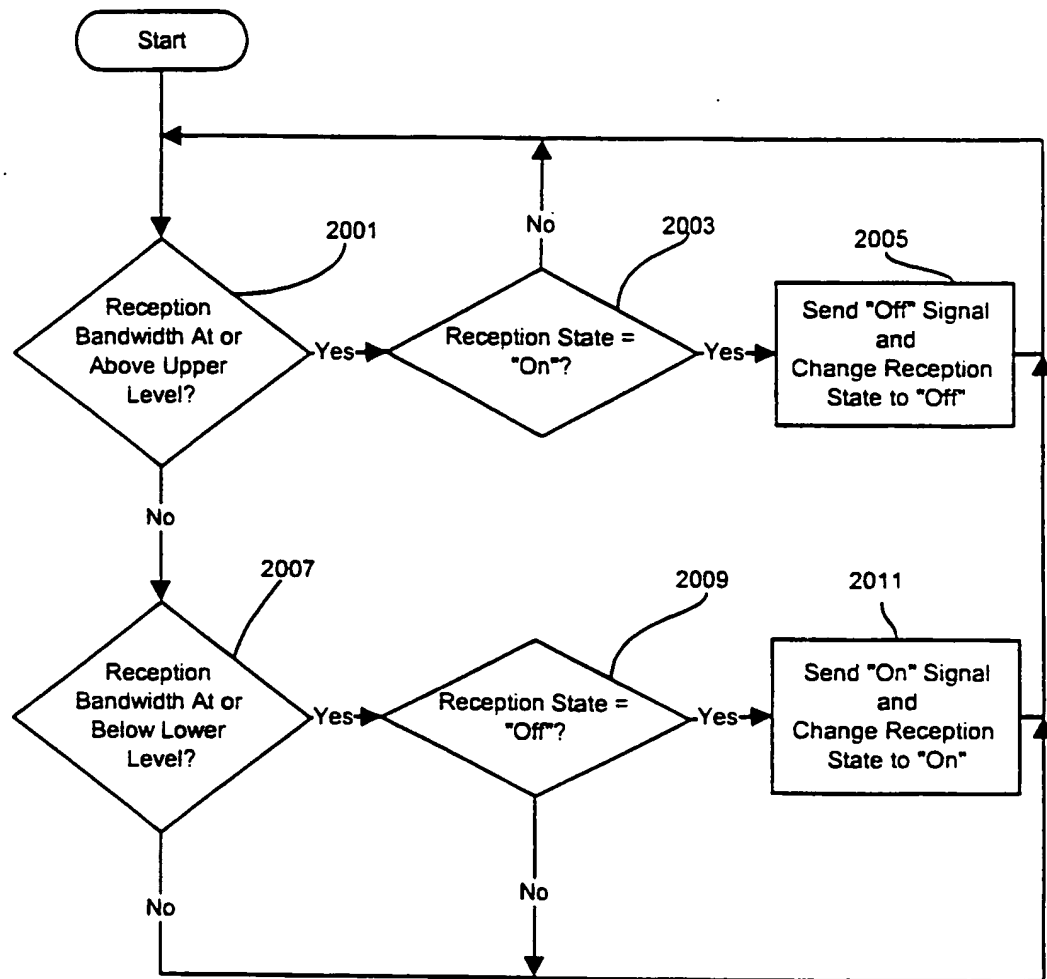 Start
No
2001
2003
2005
Reception
Bandwidth At or
Above Upper
Level?
Yes
Reception State =
"On"?
Yes
Send "Off" Signal
and
Change Reception
State to "Off"
No
2007
2009
2011
Reception
Bandwidth At or
Below Lower
Level?
Yes
Reception State =
"Off"?
Yes
Send "On" Signal
and
Change Reception
State to "On"
No
No